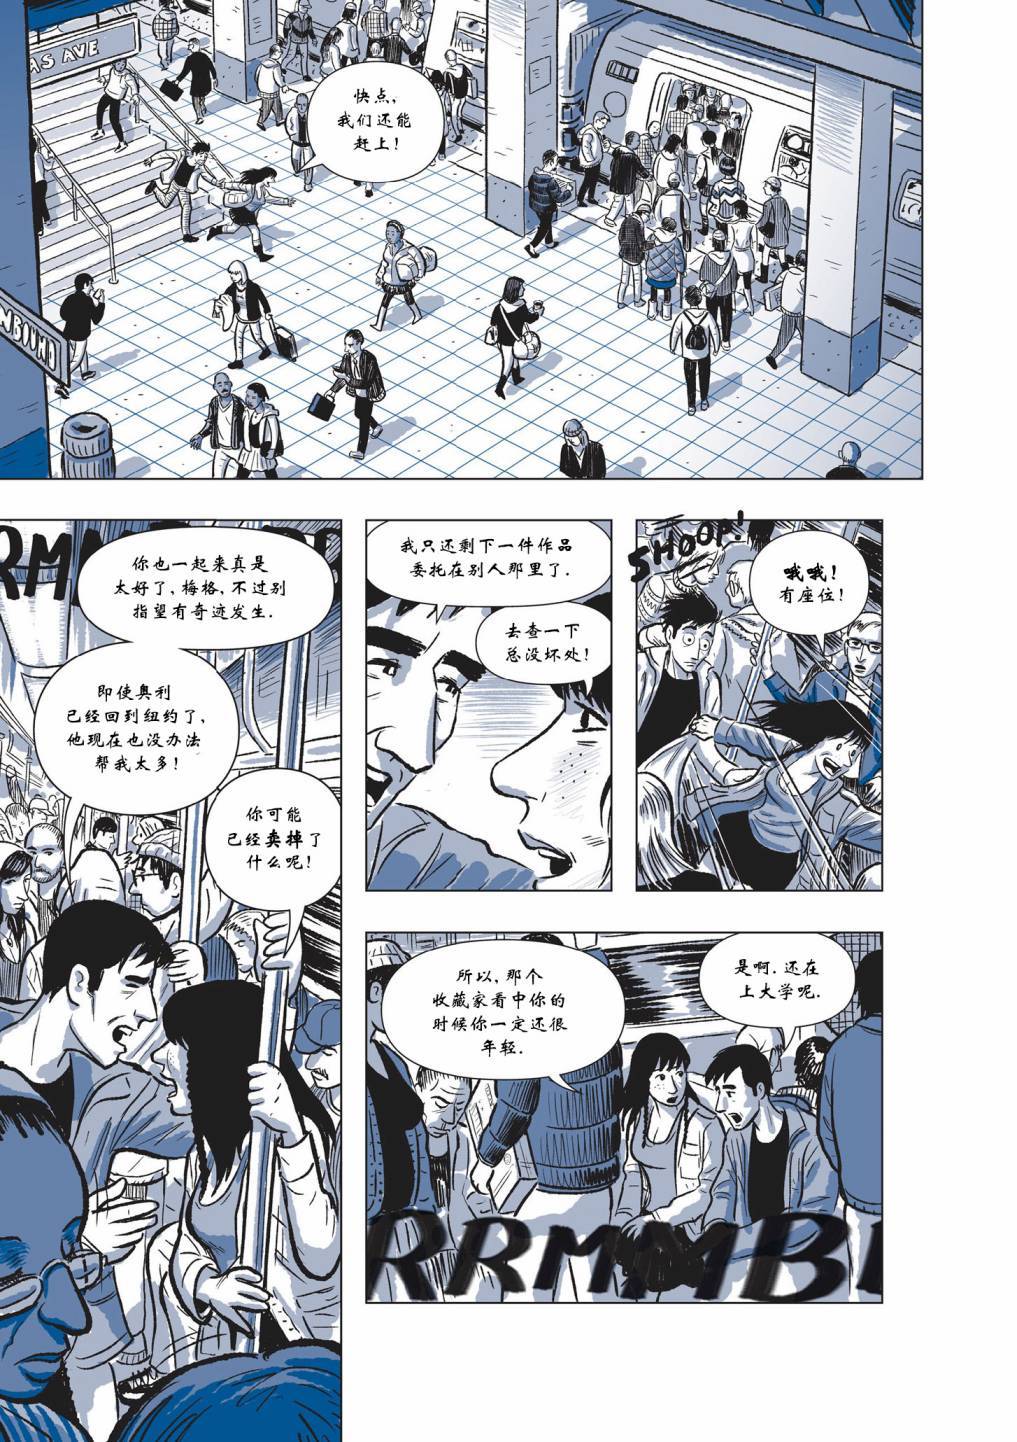 AS AVE
快点，
我们还能
赶上！
NBOUND
你也一起来真是
太好了，梅格，不过别
指望有奇迹发生.
即使奥利
已经回到纽约了，
他现在也没办法
帮我太多！
你可能
已经卖掉了
什么呢！
我只还剩下一件作品
委托在别人那里了.
去查一下
总没坏处！
SHOOP!
哦哦！
有座位！
所以，那个
收藏家看中你的
时候你一定还很
年轻.
是啊. 还在
上大学呢.
RRMMB